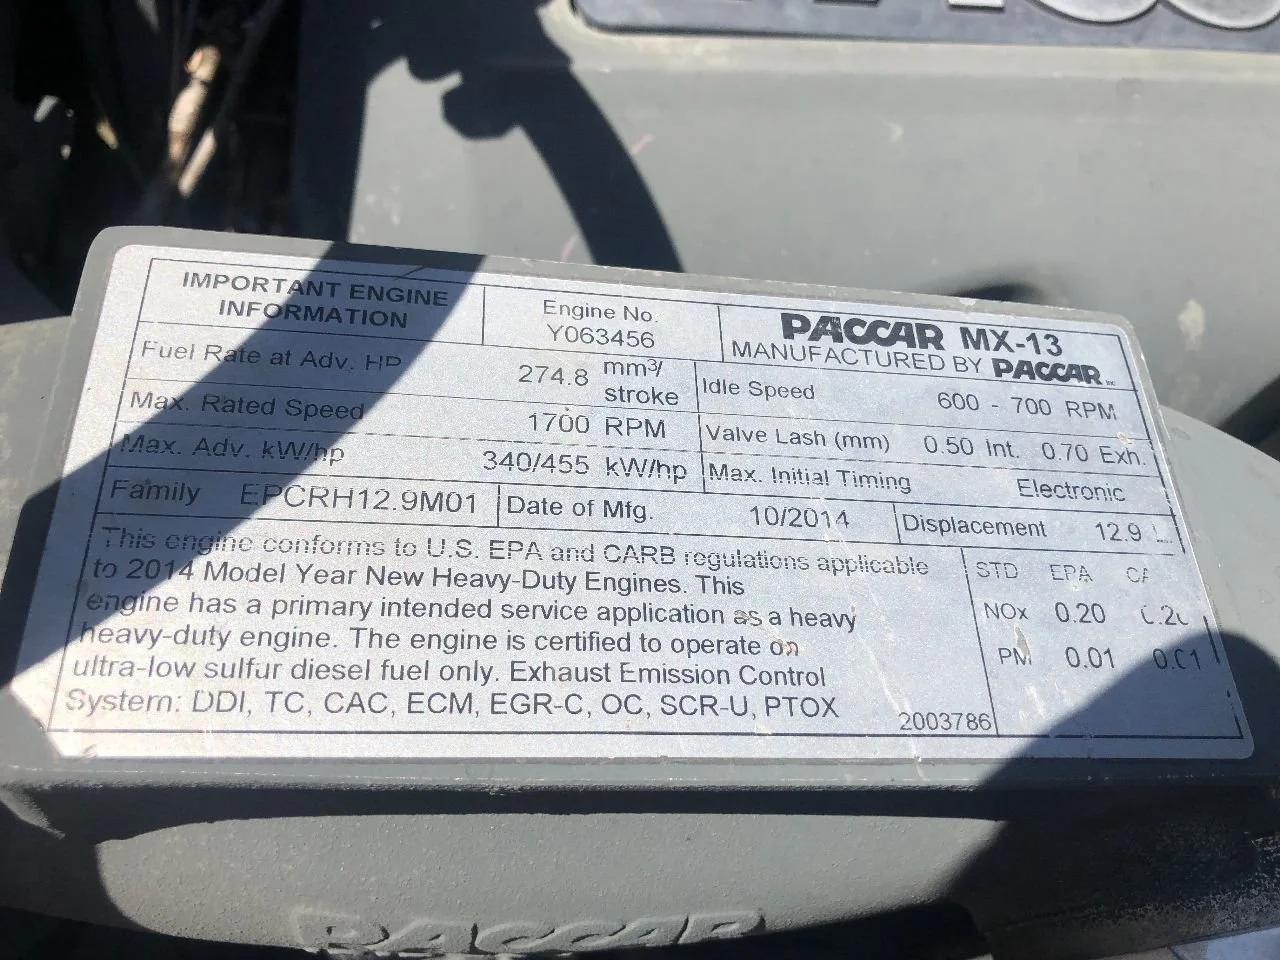 IMPORTANT ENGINE
INFORMATION
Engine No.
Y063456
PACCAR MX-13
MANUFACTURED BY PACCAR
Fuel Rate at Adv. HP 274.8 mm³/
stroke
Idle Speed 600 - 700 RPM
Max. Rated Speed 1700 RPM
Valve Lash (mm) 0.50 Int. 0.70 Exh.
Max. Adv. kW/hp 340/455 kW/hp
Max. Initial Timing Electronic
Family EPCRH12.9M01
Date of Mfg. 10/2014
Displacement 12.9 L
This engine conforms to U.S. EPA and CARB regulations applicable
to 2014 Model Year New Heavy-Duty Engines. This
engine has a primary intended service application as a heavy
heavy-duty engine. The engine is certified to operate on
ultra-low sulfur diesel fuel only. Exhaust Emission Control
System: DDI, TC, CAC, ECM, EGR-C, OC, SCR-U, PTOX
2003786
STD EPA
NOx 0.20
PM 0.01 0.01
PACCAR